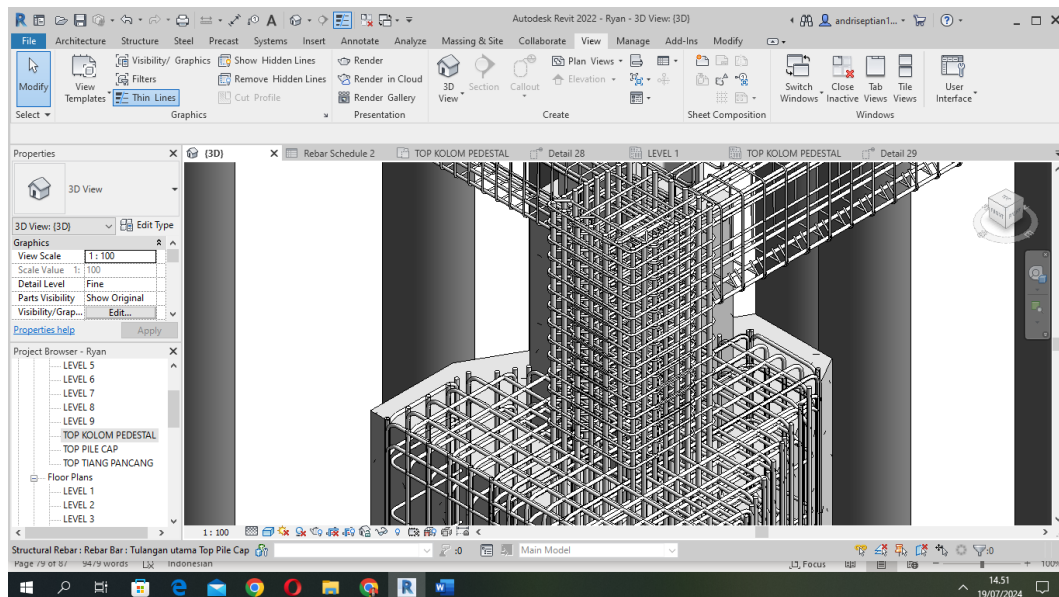 Autodesk Revit 2022 - Ryan - 3D View: {3D}
andriseptian1...
File Architecture Structure Steel Precast Systems Insert Annotate Analyze Massing & Site Collaborate View Manage Add-Ins Modify
Modify
View Templates
Visibility/ Graphics
Filters
Thin Lines
Show Hidden Lines
Remove Hidden Lines
Cut Profile
Render
Render in Cloud
Render Gallery
3D View
Section
Callout
Plan Views
Elevation
Switch Windows
Close Inactive
Tab Views
Tile Views
User Interface
Select Graphics Presentation Create Sheet Composition Windows
Properties
{3D} Rebar Schedule 2 TOP KOLOM PEDESTAL Detail 28 LEVEL 1 TOP KOLOM PEDESTAL Detail 29
3D View
3D View: {3D} Edit Type
Graphics
View Scale 1 : 100
Scale Value 1: 100
Detail Level Fine
Parts Visibility Show Original
Visibility/Grap... Edit...
Properties help Apply
Project Browser - Ryan
LEVEL 5
LEVEL 6
LEVEL 7
LEVEL 8
LEVEL 9
TOP KOLOM PEDESTAL
TOP PILE CAP
TOP TIANG PANCANG
Floor Plans
LEVEL 1
LEVEL 2
LEVEL 3
1 : 100
Structural Rebar : Rebar Bar : Tulangan utama Top Pile Cap :0 Main Model :0
Page 79 of 87 9479 words Indonesian Focus 100%
14.51
19/07/2024